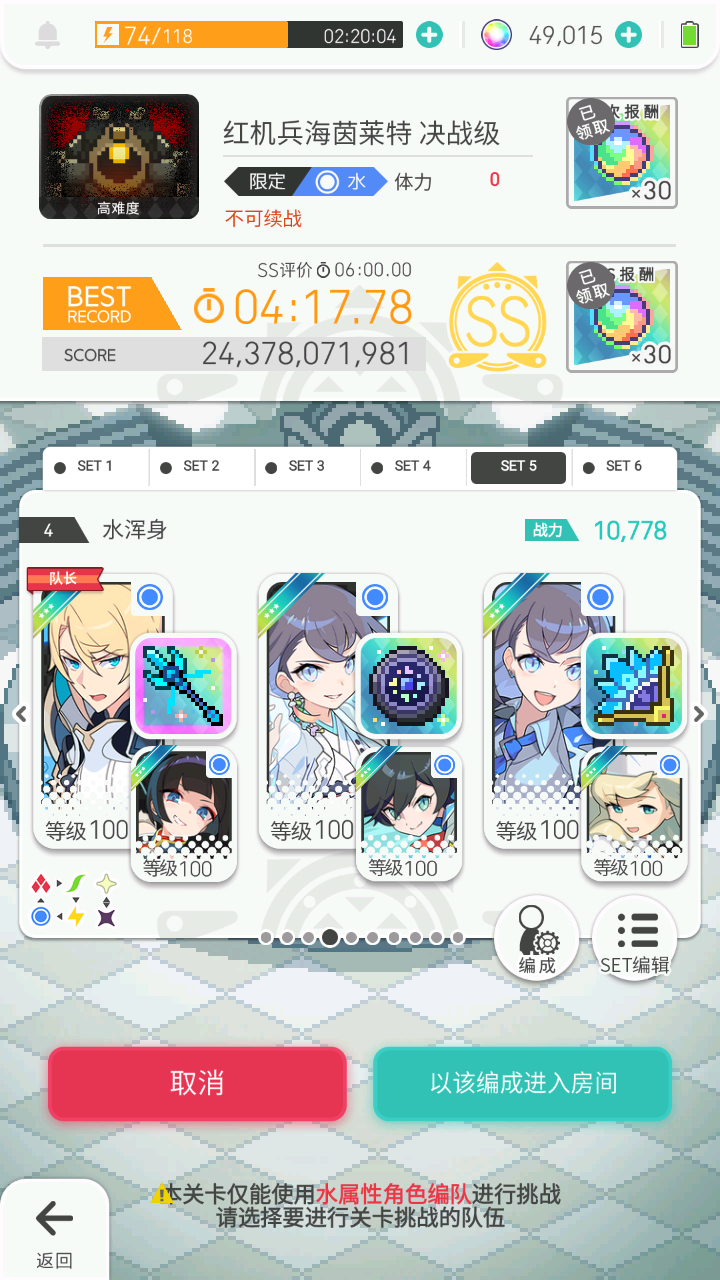 74/118
02:20:04
49,015
红机兵海茵莱特 决战级
已领取
次报酬
×30
限定
水
体力
0
高难度
不可续战
SS评价 06:00.00
BEST
RECORD
04:17.78
SS
SCORE
24,378,071,981
已领取
S报酬
×30
SET 1
SET 2
SET 3
SET 4
SET 5
SET 6
4
水浑身
战力
10,778
队长
等级100
等级100
等级100
等级100
等级100
等级100
编成
SET编辑
取消
以该编成进入房间
本关卡仅能使用水属性角色编队进行挑战
请选择要进行关卡挑战的队伍
返回